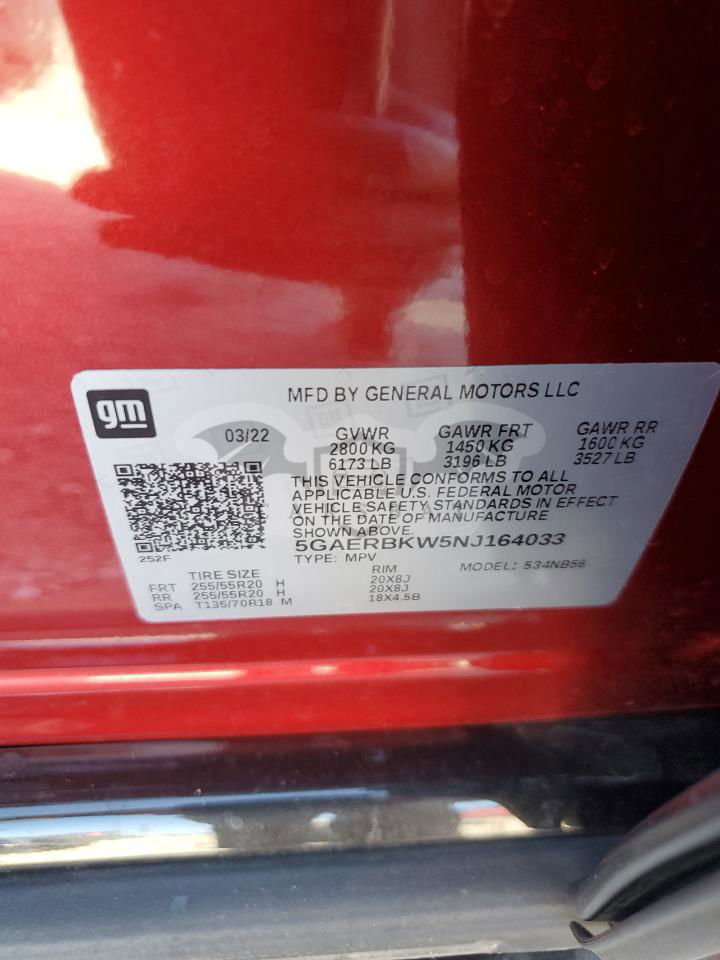 gm
MFD BY GENERAL MOTORS LLC
03/22 GVWR GAWR FRT GAWR RR
2800 KG 1450 KG 1600 KG
6173 LB 3196 LB 3527 LB
THIS VEHICLE CONFORMS TO ALL
APPLICABLE U.S. FEDERAL MOTOR
VEHICLE SAFETY STANDARDS IN EFFECT
ON THE DATE OF MANUFACTURE
SHOWN ABOVE.
5GAERBKW5NJ164033
252F TYPE: MPV MODEL: 534NB56
TIRE SIZE RIM
FRT 255/55R20 H 20X8J
RR 255/55R20 H 20X8J
SPA T135/70R18 M 18X4.5B